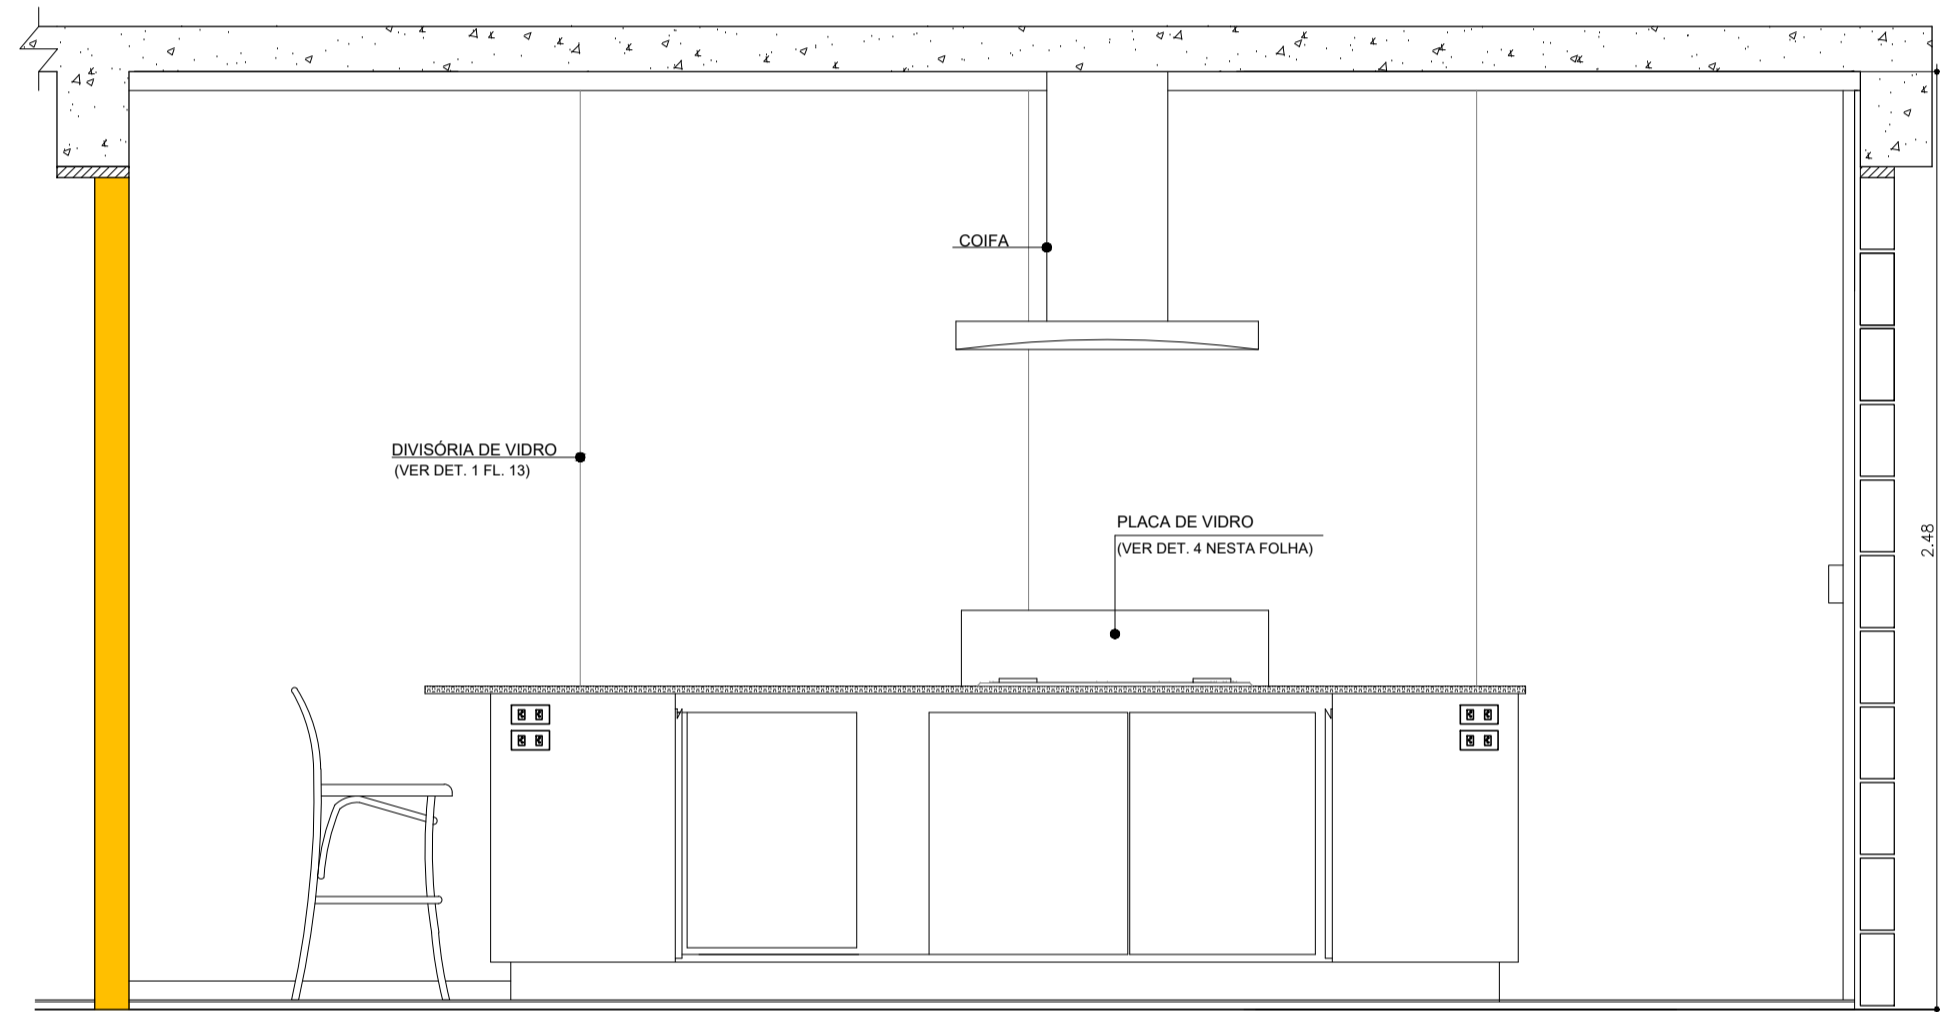 COIFA
DIVISÓRIA DE VIDRO
(VER DET. 1 FL. 13)
PLACA DE VIDRO
(VER DET. 4 NESTA FOLHA)
2.48